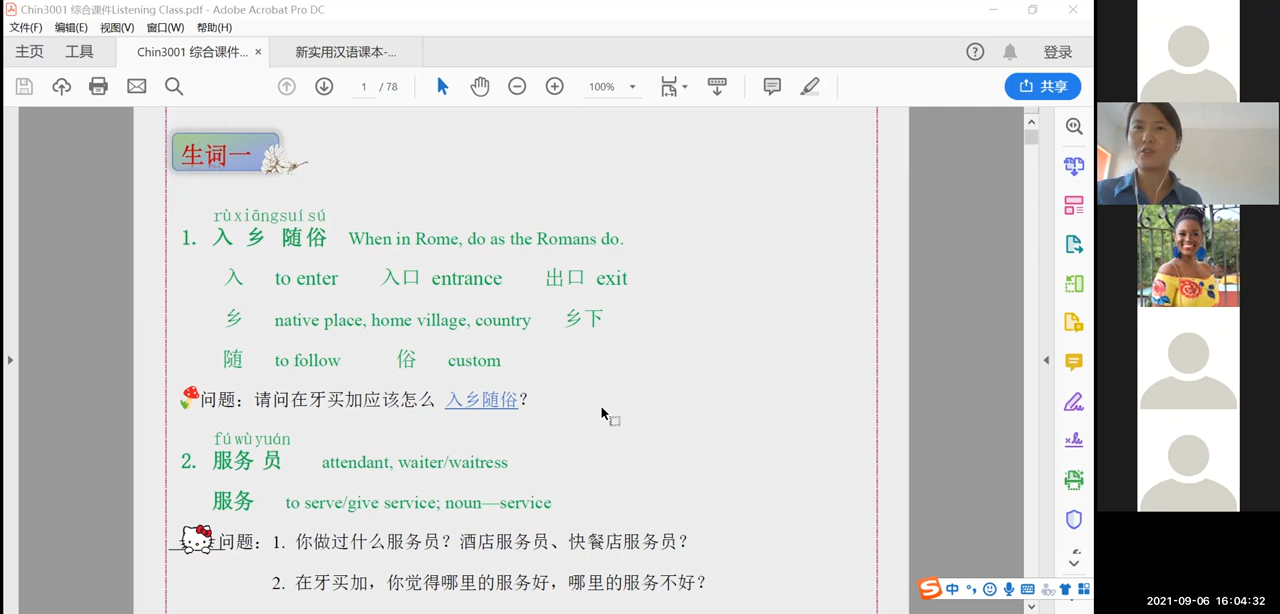 Chin3001 综合课件Listening Class.pdf - Adobe Acrobat Pro DC
文件(F) 编辑(E) 视图(V) 窗口(W) 帮助(H)
主页 工具 Chin3001 综合课件... × 新实用汉语课本-... 登录
1 / 78 100% 共享
生词一
rùxiāngsuísú
1. 入乡随俗 When in Rome, do as the Romans do.
入 to enter 入口 entrance 出口 exit
乡 native place, home village, country 乡下
随 to follow 俗 custom
问题：请问在牙买加应该怎么 入乡随俗？
fúwùyuán
2. 服务员 attendant, waiter/waitress
服务 to serve/give service; noun—service
问题：1. 你做过什么服务员？酒店服务员、快餐店服务员？
2. 在牙买加，你觉得哪里的服务好，哪里的服务不好？
中
2021-09-06 16:04:32